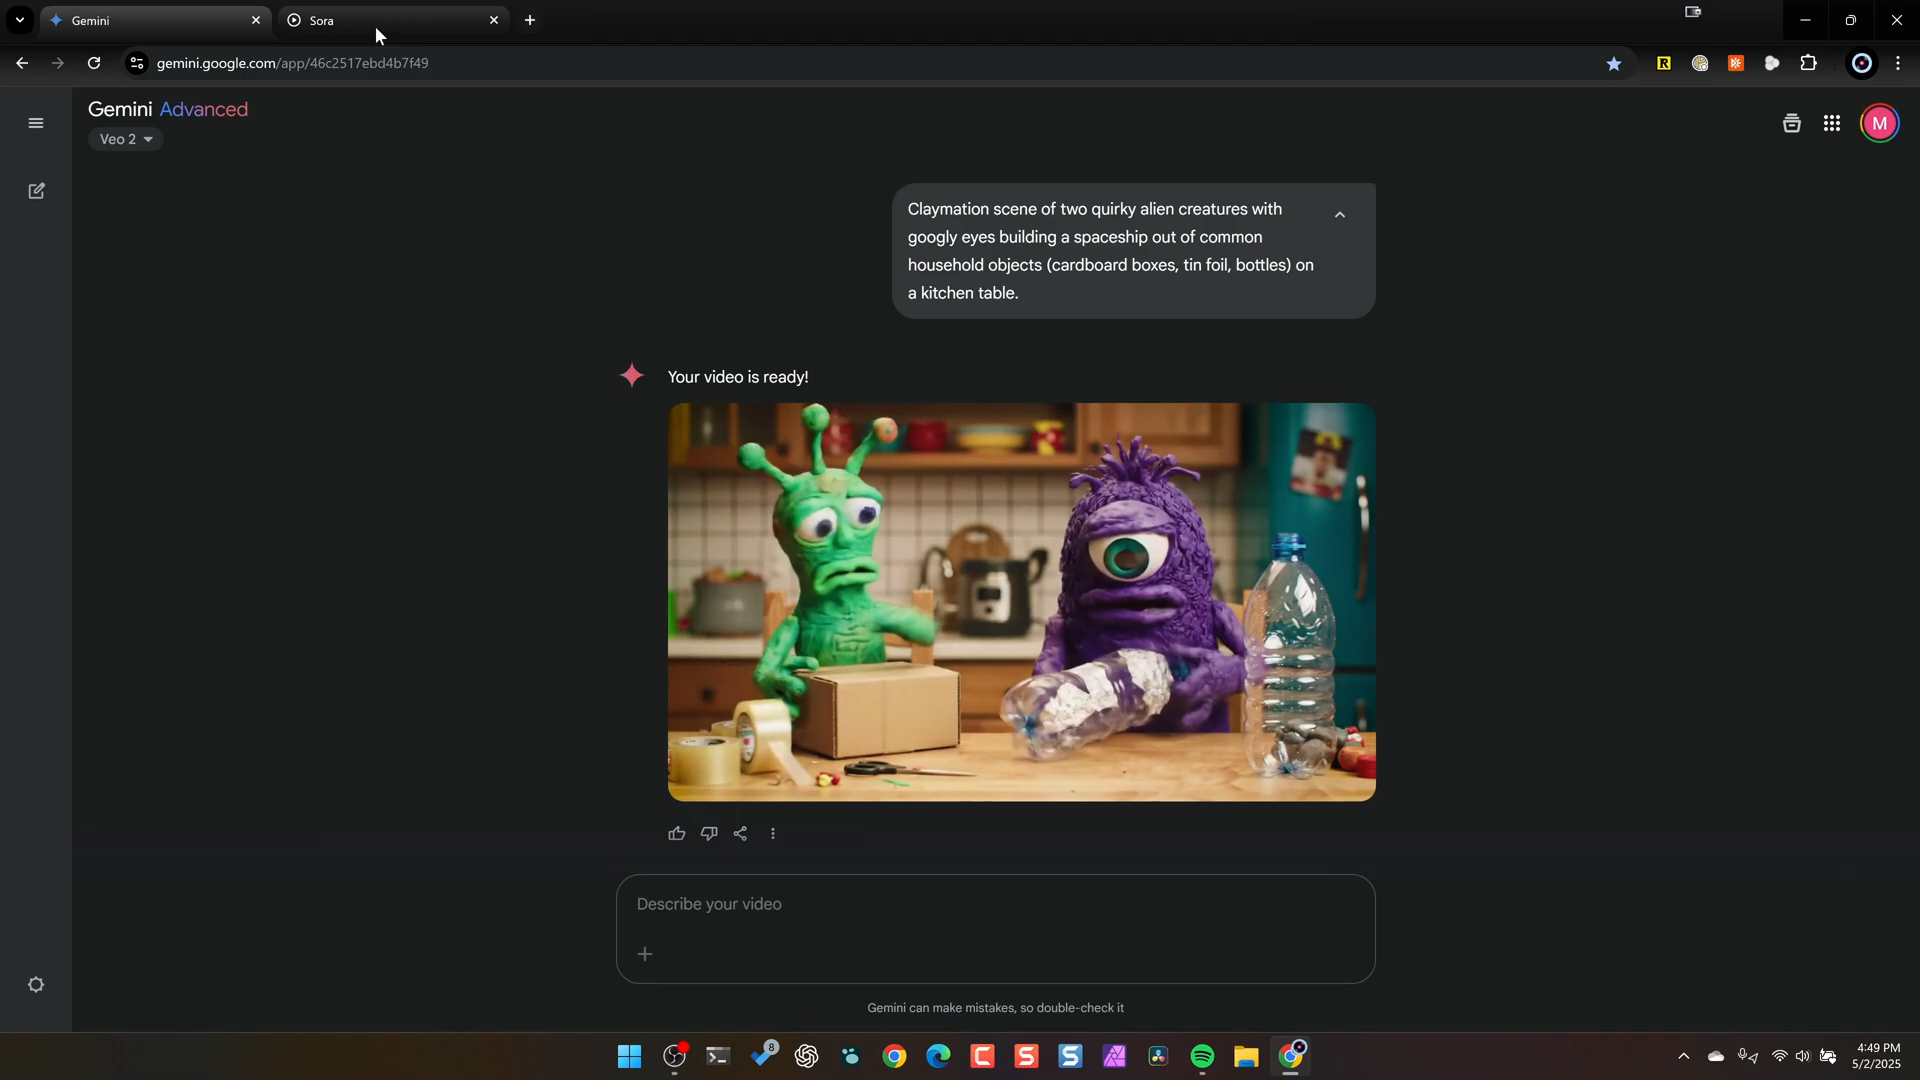 Gemini
Sora
gemini.google.com/app/46c2517ebd4b7f49
Gemini Advanced
Veo 2
M
Claymation scene of two quirky alien creatures with
googly eyes building a spaceship out of common
household objects (cardboard boxes, tin foil, bottles) on
a kitchen table.
Your video is ready!
Describe your video
Gemini can make mistakes, so double-check it
8
4:49 PM
5/2/2025